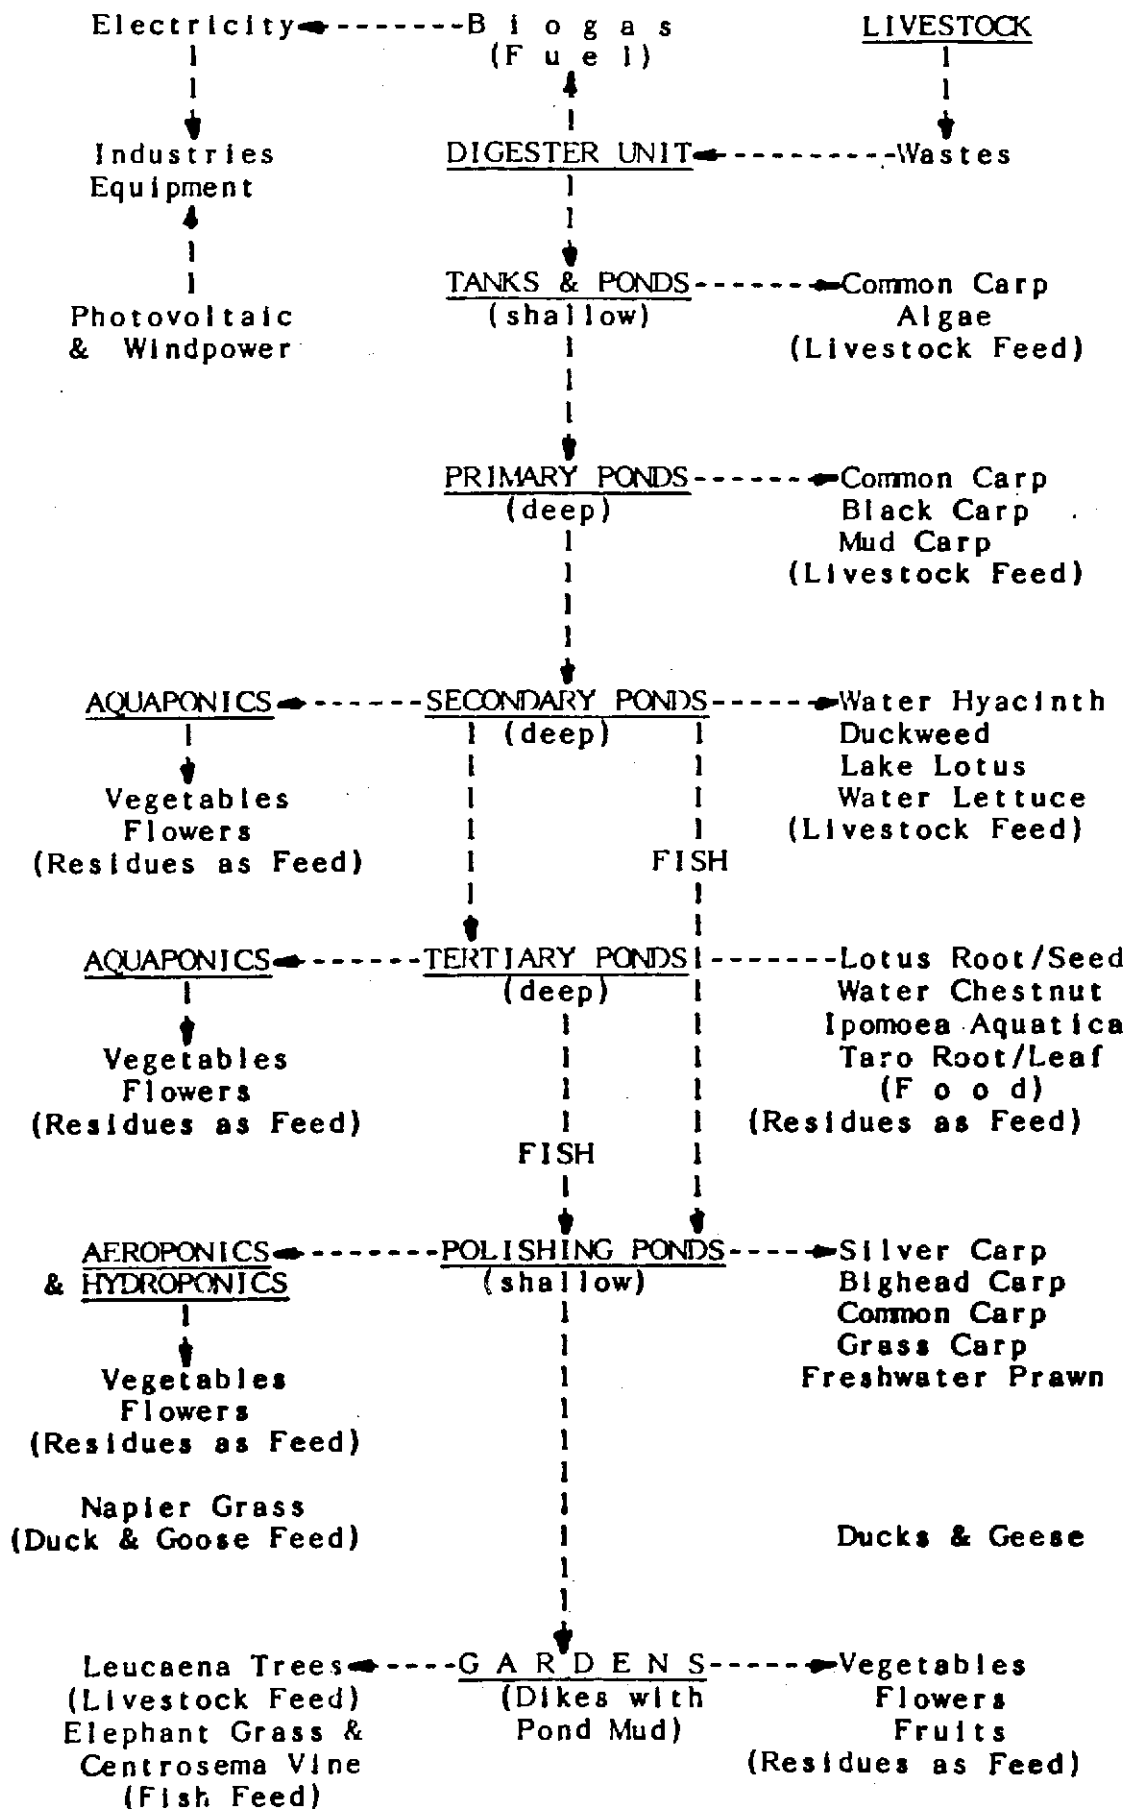 Electricity Biogas LIVESTOCK
(Fuel)
Industries DIGESTER UNIT Wastes
Equipment
TANKS & PONDS Common Carp
Photovoltaic (shallow) Algae
& Windpower (Livestock Feed)
PRIMARY PONDS Common Carp
(deep) Black Carp
Mud Carp
(Livestock Feed)
AQUAPONICS SECONDARY PONDS Water Hyacinth
(deep) Duckweed
Lake Lotus
Vegetables Water Lettuce
Flowers (Livestock Feed)
(Residues as Feed) FISH
AQUAPONICS TERTIARY PONDS Lotus Root/Seed
(deep) Water Chestnut
Ipomoea Aquatica
Vegetables Taro Root/Leaf
Flowers (Food)
(Residues as Feed) (Residues as Feed)
FISH
AEROPONICS POLISHING PONDS Silver Carp
& HYDROPONICS (shallow) Bighead Carp
Common Carp
Grass Carp
Vegetables Freshwater Prawn
Flowers
(Residues as Feed)
Napier Grass
(Duck & Goose Feed) Ducks & Geese
Leucaena Trees GARDENS Vegetables
(Livestock Feed) (Dikes with Flowers
Elephant Grass & Pond Mud) Fruits
Centrosema Vine (Residues as Feed)
(Fish Feed)